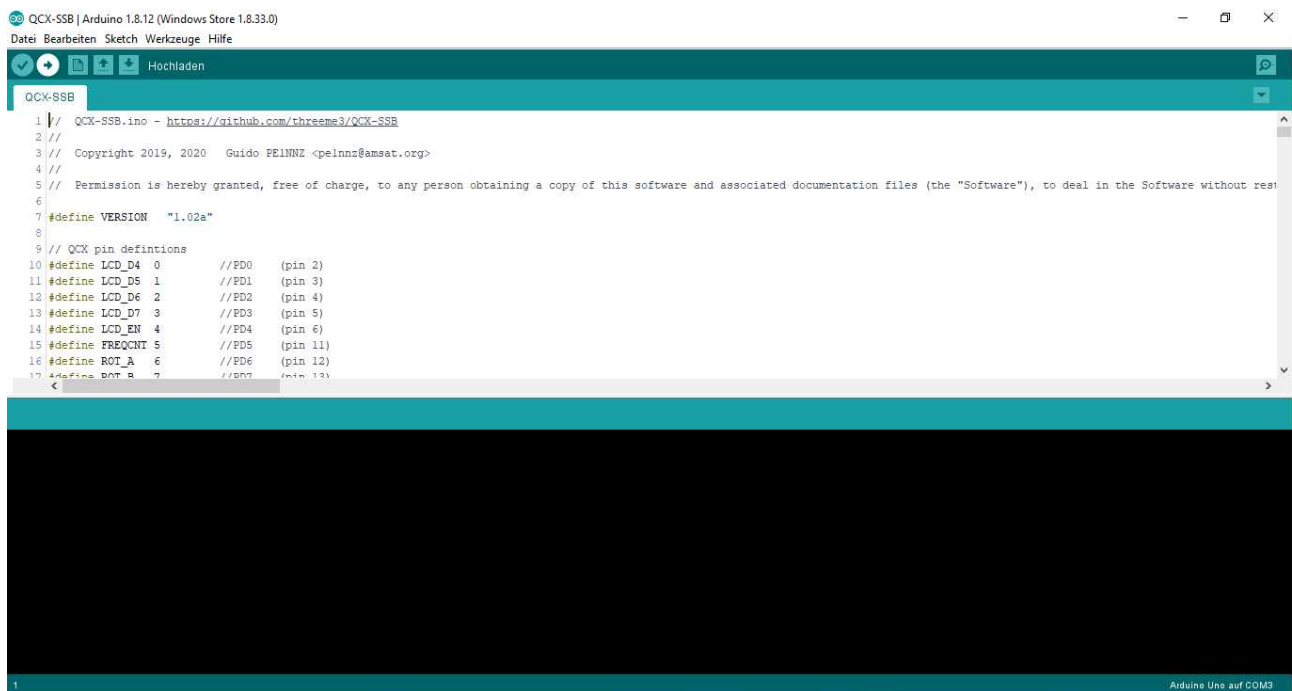 QCX-SSB | Arduino 1.8.12 (Windows Store 1.8.33.0)
Datei Bearbeiten Sketch Werkzeuge Hilfe
Hochladen
QCX-SSB
1 // QCX-SSB.ino - https://github.com/threeme3/QCX-SSB
2 //
3 // Copyright 2019, 2020 Guido PE1NNZ <pe1nnz@amsat.org>
4 //
5 // Permission is hereby granted, free of charge, to any person obtaining a copy of this software and associated documentation files (the "Software"), to deal in the Software without rest
6
7 #define VERSION "1.02a"
8
9 // QCX pin defintions
10 #define LCD_D4 0 //PD0 (pin 2)
11 #define LCD_D5 1 //PD1 (pin 3)
12 #define LCD_D6 2 //PD2 (pin 4)
13 #define LCD_D7 3 //PD3 (pin 5)
14 #define LCD_EN 4 //PD4 (pin 6)
15 #define FREQCNT 5 //PD5 (pin 11)
16 #define ROT_A 6 //PD6 (pin 12)
17 #define ROT_B 7 //PD7 (pin 13)
1
Arduino Uno auf COM3